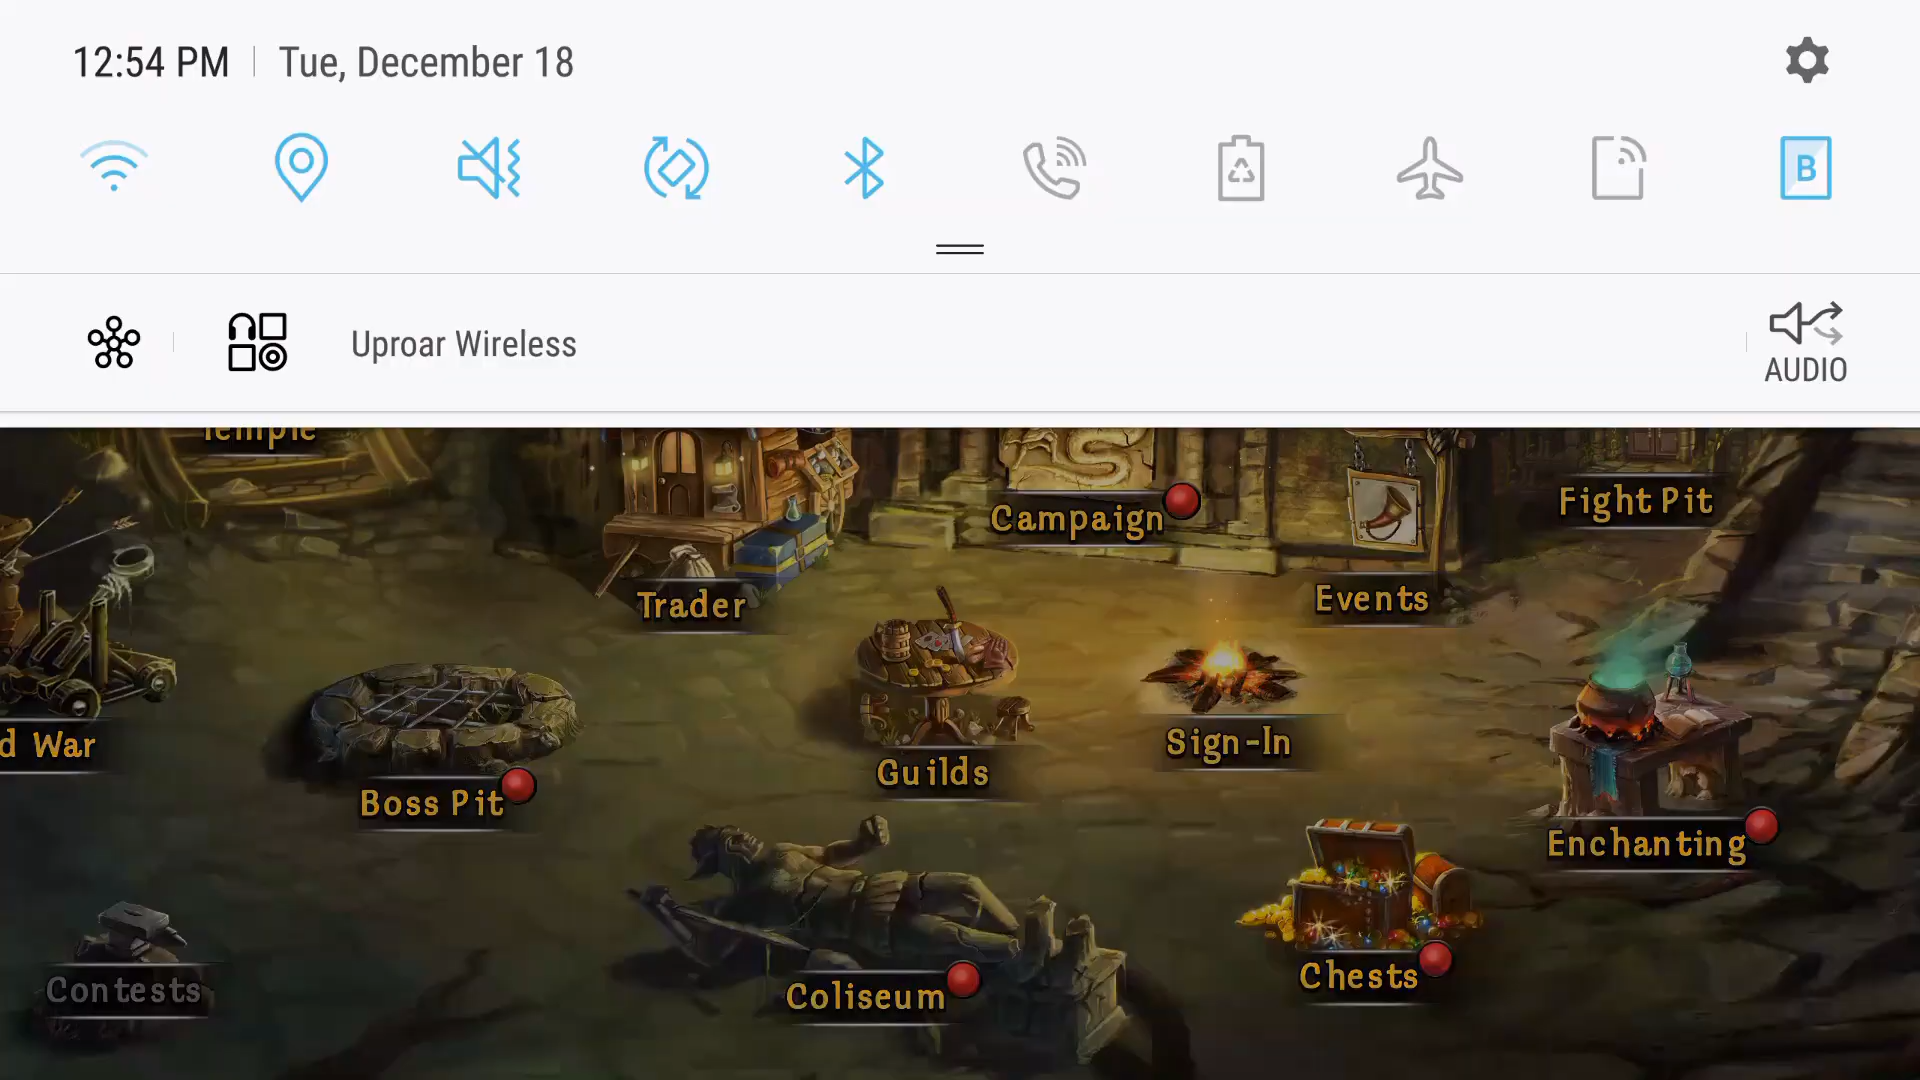 12:54 PM | Tue, December 18
B
Uproar Wireless
AUDIO
Temple
Campaign
Fight Pit
Trader
Events
d War
Sign-In
Guilds
Boss Pit
Enchanting
Contests
Chests
Coliseum